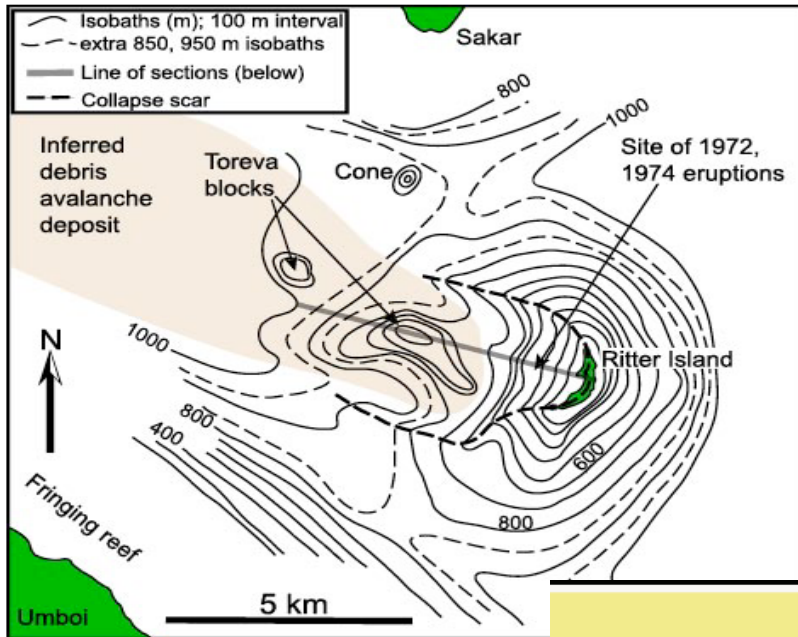 Isobaths (m); 100 m interval
extra 850, 950 m isobaths
Line of sections (below)
Collapse scar
Sakar
800
1000
Inferred
debris
avalanche
deposit
Toreva
blocks
Cone
Site of 1972,
1974 eruptions
N
1000
Ritter Island
800
400
600
800
Fringing reef
5 km
Umboi